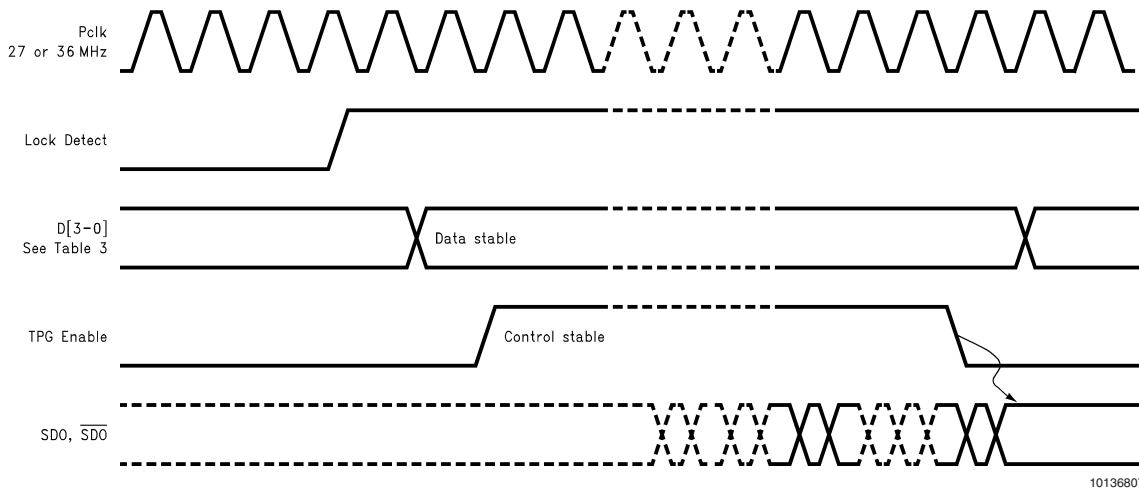 Pclk
27 or 36 MHz
Lock Detect
D[3-0]
See Table 3
Data stable
TPG Enable
Control stable
SDO, SDO